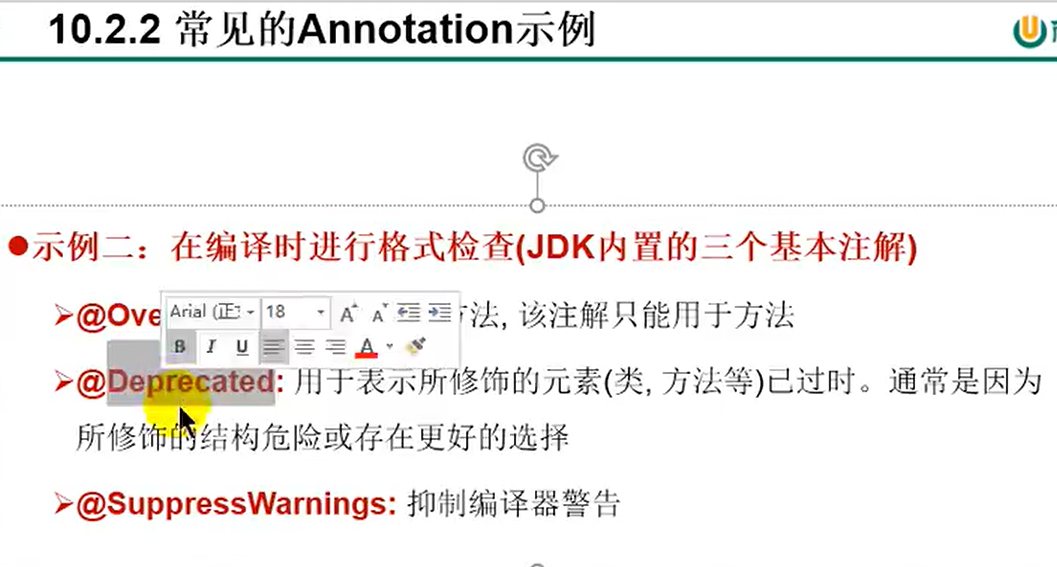 10.2.2 常见的Annotation示例
示例二：在编译时进行格式检查(JDK内置的三个基本注解)
Arial (正 18
@Ove 方法, 该注解只能用于方法
@Deprecated: 用于表示所修饰的元素(类, 方法等)已过时。通常是因为
所修饰的结构危险或存在更好的选择
@SuppressWarnings: 抑制编译器警告